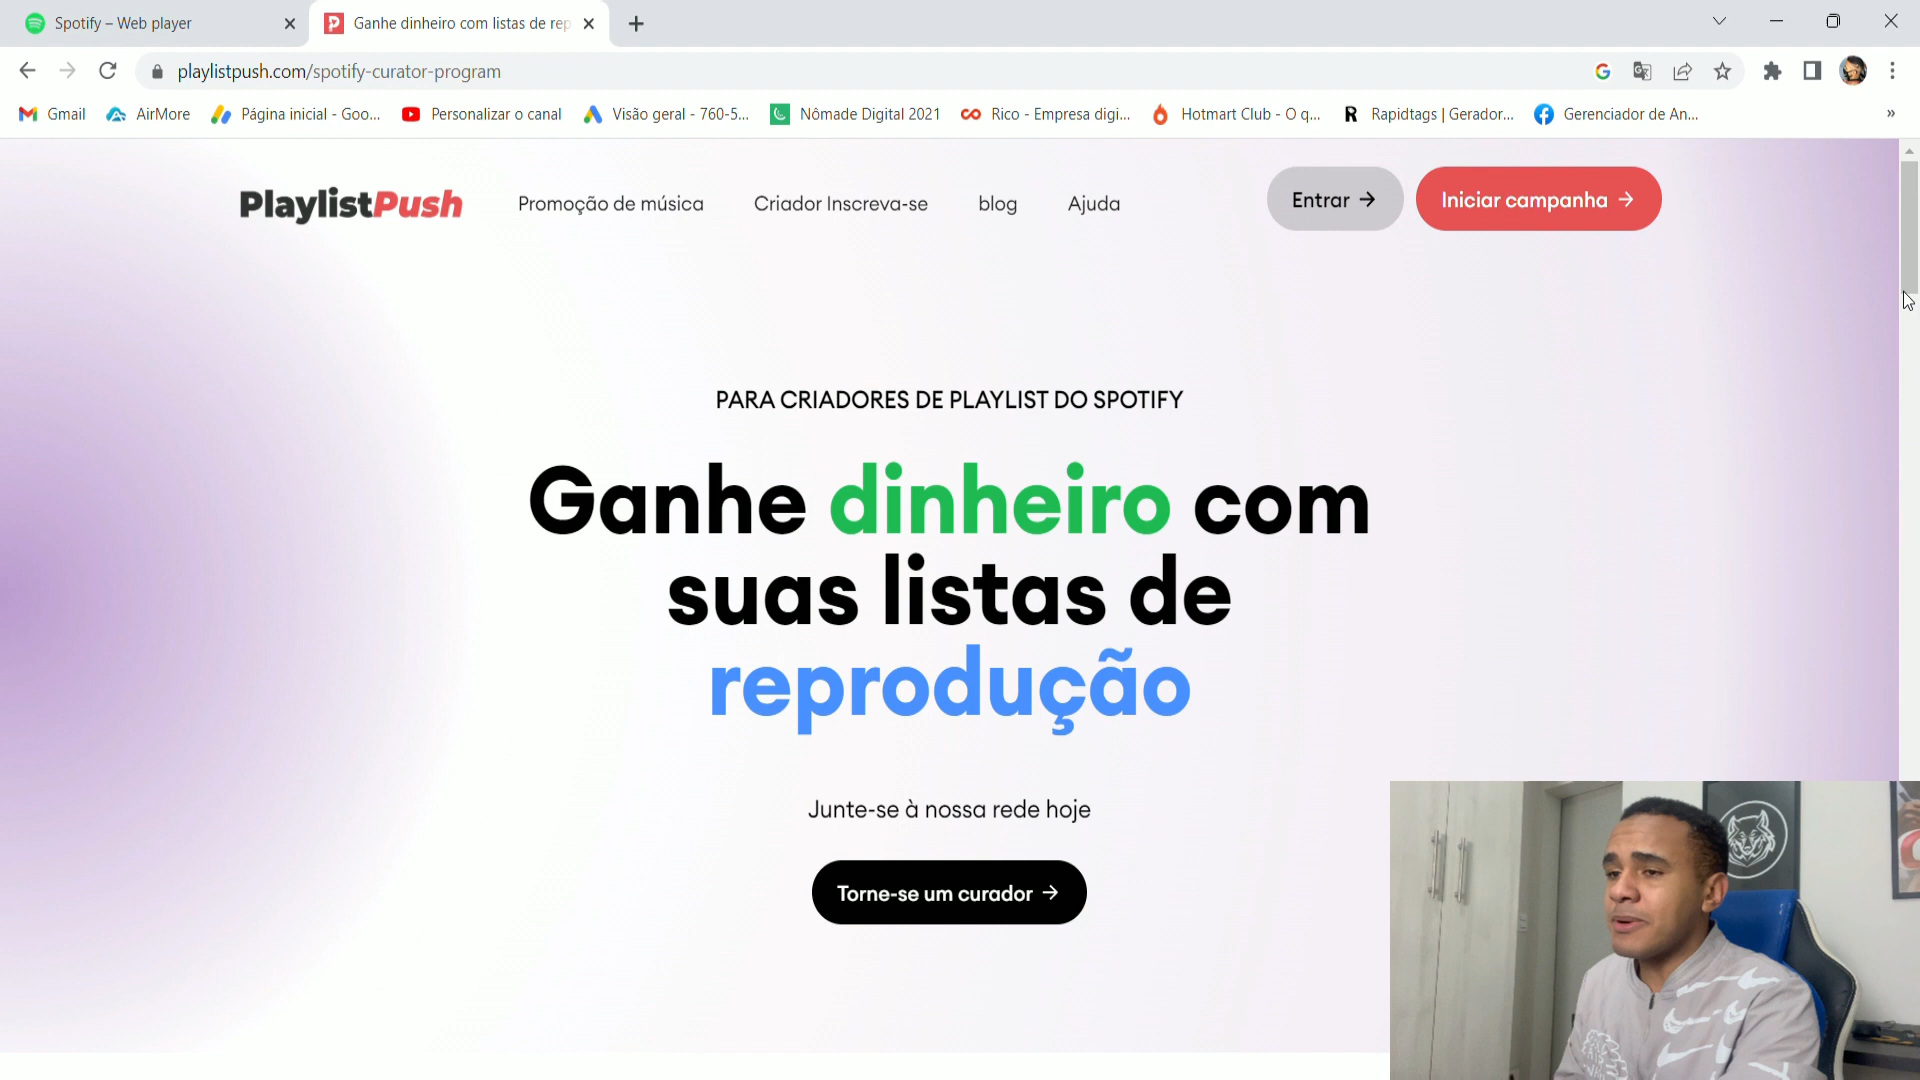 Spotify – Web player
Ganhe dinheiro com listas de rep
playlistpush.com/spotify-curator-program
Gmail
AirMore
Página inicial - Goo...
Personalizar o canal
Visão geral - 760-5...
Nômade Digital 2021
Rico - Empresa digi...
Hotmart Club - O q...
Rapidtags | Gerador...
Gerenciador de An...
»
PlaylistPush
Promoção de música
Criador Inscreva-se
blog
Ajuda
Entrar →
Iniciar campanha →
PARA CRIADORES DE PLAYLIST DO SPOTIFY
Ganhe dinheiro com
suas listas de
reprodução
Junte-se à nossa rede hoje
Torne-se um curador →